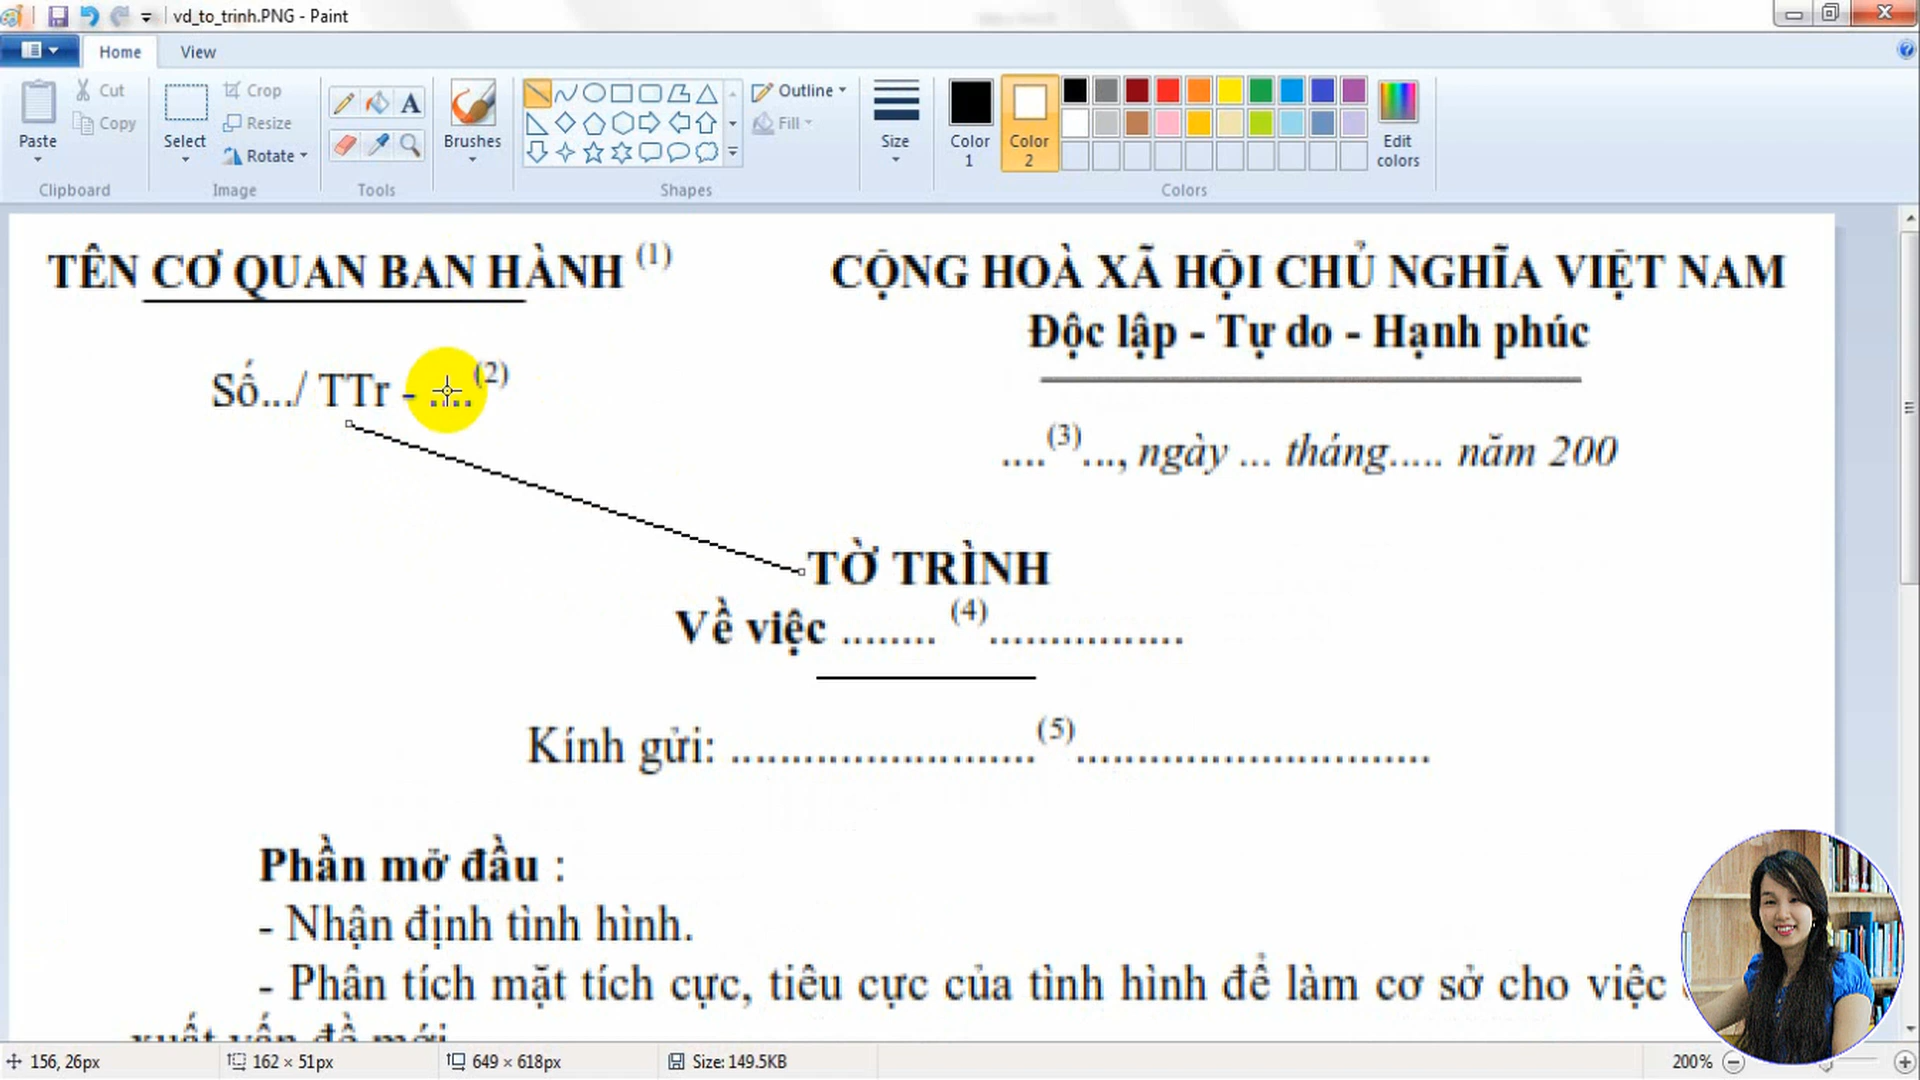 vd_to_trinh.PNG - Paint
Home View
Paste
Cut
Copy
Clipboard
Select
Crop
Resize
Rotate
Image
A
Tools
Brushes
Shapes
Outline
Fill
Size
Color 1
Color 2
Edit colors
Colors
TÊN CƠ QUAN BAN HÀNH (1)
CỘNG HOÀ XÃ HỘI CHỦ NGHĨA VIỆT NAM
Độc lập - Tự do - Hạnh phúc
Số.../ TTr - ....(2)
....(3)..., ngày ... tháng..... năm 200
TỜ TRÌNH
Về việc ........ (4)................
Kính gửi: ........................(5)............................
Phần mở đầu :
- Nhận định tình hình.
- Phân tích mặt tích cực, tiêu cực của tình hình để làm cơ sở cho việc
xuất vấn đề mới
156, 26px 162 × 51px 649 × 618px Size: 149.5KB 200%